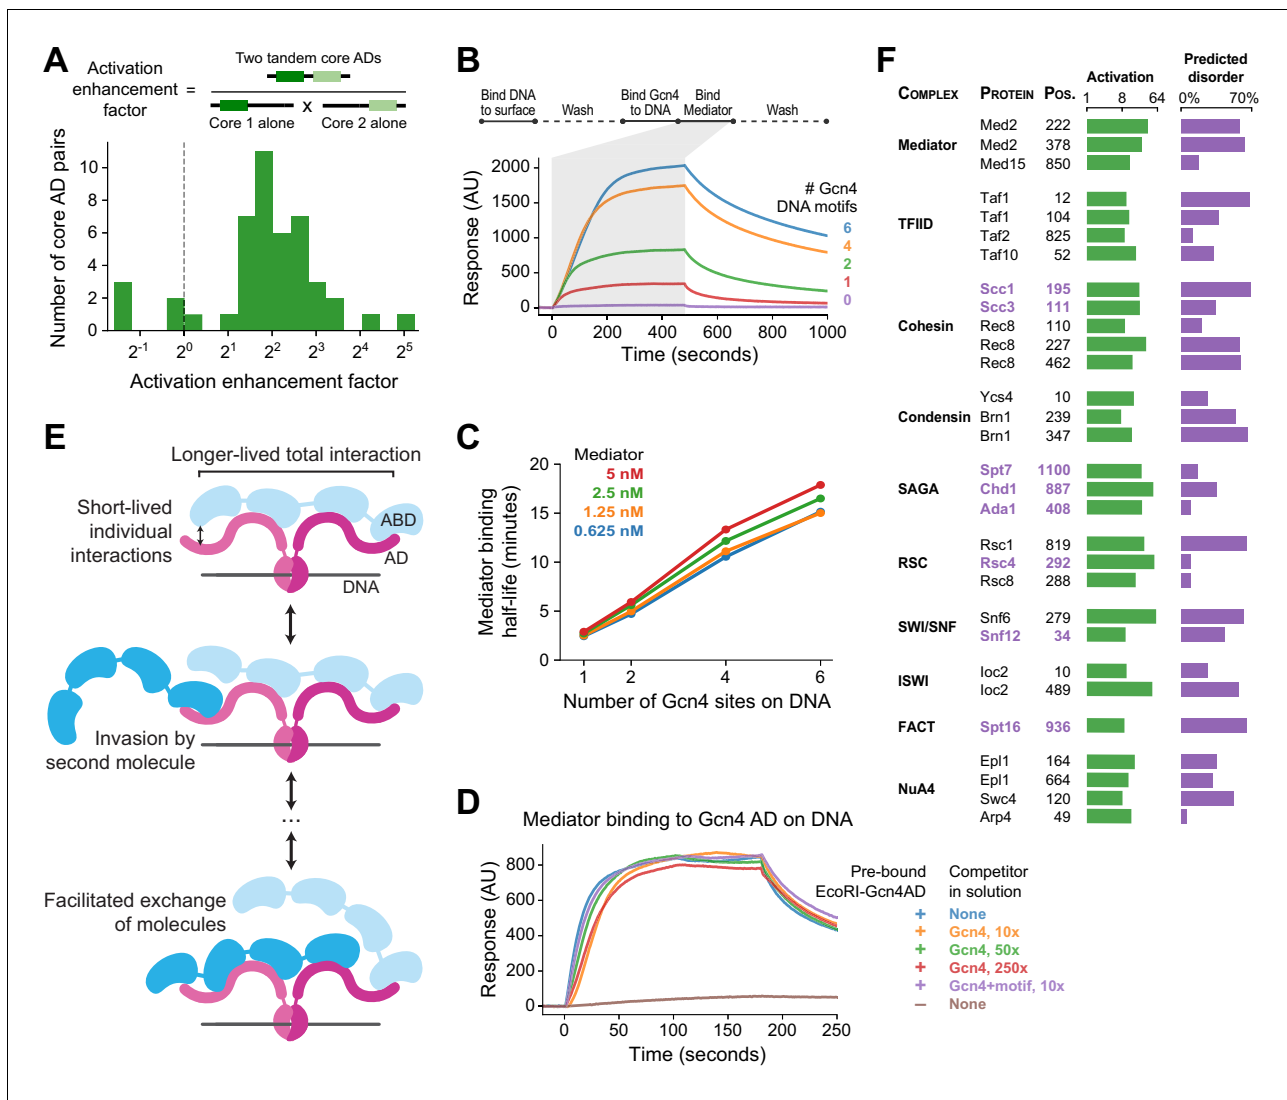 A
Activation
enhancement
factor
=
Two tandem core ADs
Core 1 alone
x
Core 2 alone
Number of core AD pairs
10
8
6
4
2
0
2-1
20
21
22
23
24
25
Activation enhancement factor
B
Bind DNA
to surface
Wash
Bind Gcn4
to DNA
Bind
Mediator
Wash
Response (AU)
2000
1500
1000
500
0
# Gcn4
DNA motifs
6
4
2
1
0
0 200 400 600 800 1000
Time (seconds)
C
Mediator binding
half-life (minutes)
20
15
10
5
0
Mediator
5 nM
2.5 nM
1.25 nM
0.625 nM
1 2 4 6
Number of Gcn4 sites on DNA
D
Mediator binding to Gcn4 AD on DNA
Response (AU)
800
600
400
200
0
0 50 100 150 200 250
Time (seconds)
Pre-bound
EcoRI-Gcn4AD
Competitor
in solution
+ None
+ Gcn4, 10x
+ Gcn4, 50x
+ Gcn4, 250x
+ Gcn4+motif, 10x
– None
E
Longer-lived total interaction
Short-lived
individual
interactions
ABD
AD
DNA
Invasion by
second molecule
...
Facilitated exchange
of molecules
F
Activation
1 8 64
Predicted
disorder
0% 70%
COMPLEX PROTEIN POS.
Mediator
Med2 222
Med2 378
Med15 850
TFIID
Taf1 12
Taf1 104
Taf2 825
Taf10 52
Cohesin
Scc1 195
Scc3 111
Rec8 110
Rec8 227
Rec8 462
Condensin
Ycs4 10
Brn1 239
Brn1 347
SAGA
Spt7 1100
Chd1 887
Ada1 408
RSC
Rsc1 819
Rsc4 292
Rsc8 288
SWI/SNF
Snf6 279
Snf12 34
ISWI
Ioc2 10
Ioc2 489
FACT
Spt16 936
NuA4
Epl1 164
Epl1 664
Swc4 120
Arp4 49